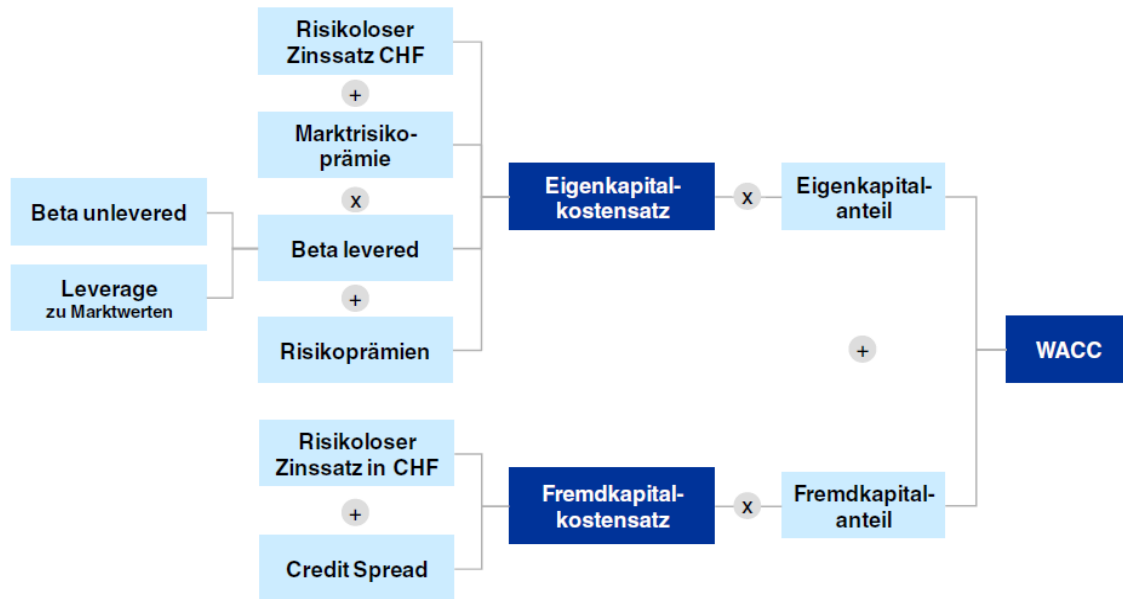 Risikoloser
Zinssatz CHF
+
Marktrisiko-
prämie
x
Beta unlevered
Beta levered
Leverage
zu Marktwerten
+
Risikoprämien
Eigenkapital-
kostensatz
x
Eigenkapital-
anteil
+
WACC
Risikoloser
Zinssatz in CHF
+
Credit Spread
Fremdkapital-
kostensatz
x
Fremdkapital-
anteil